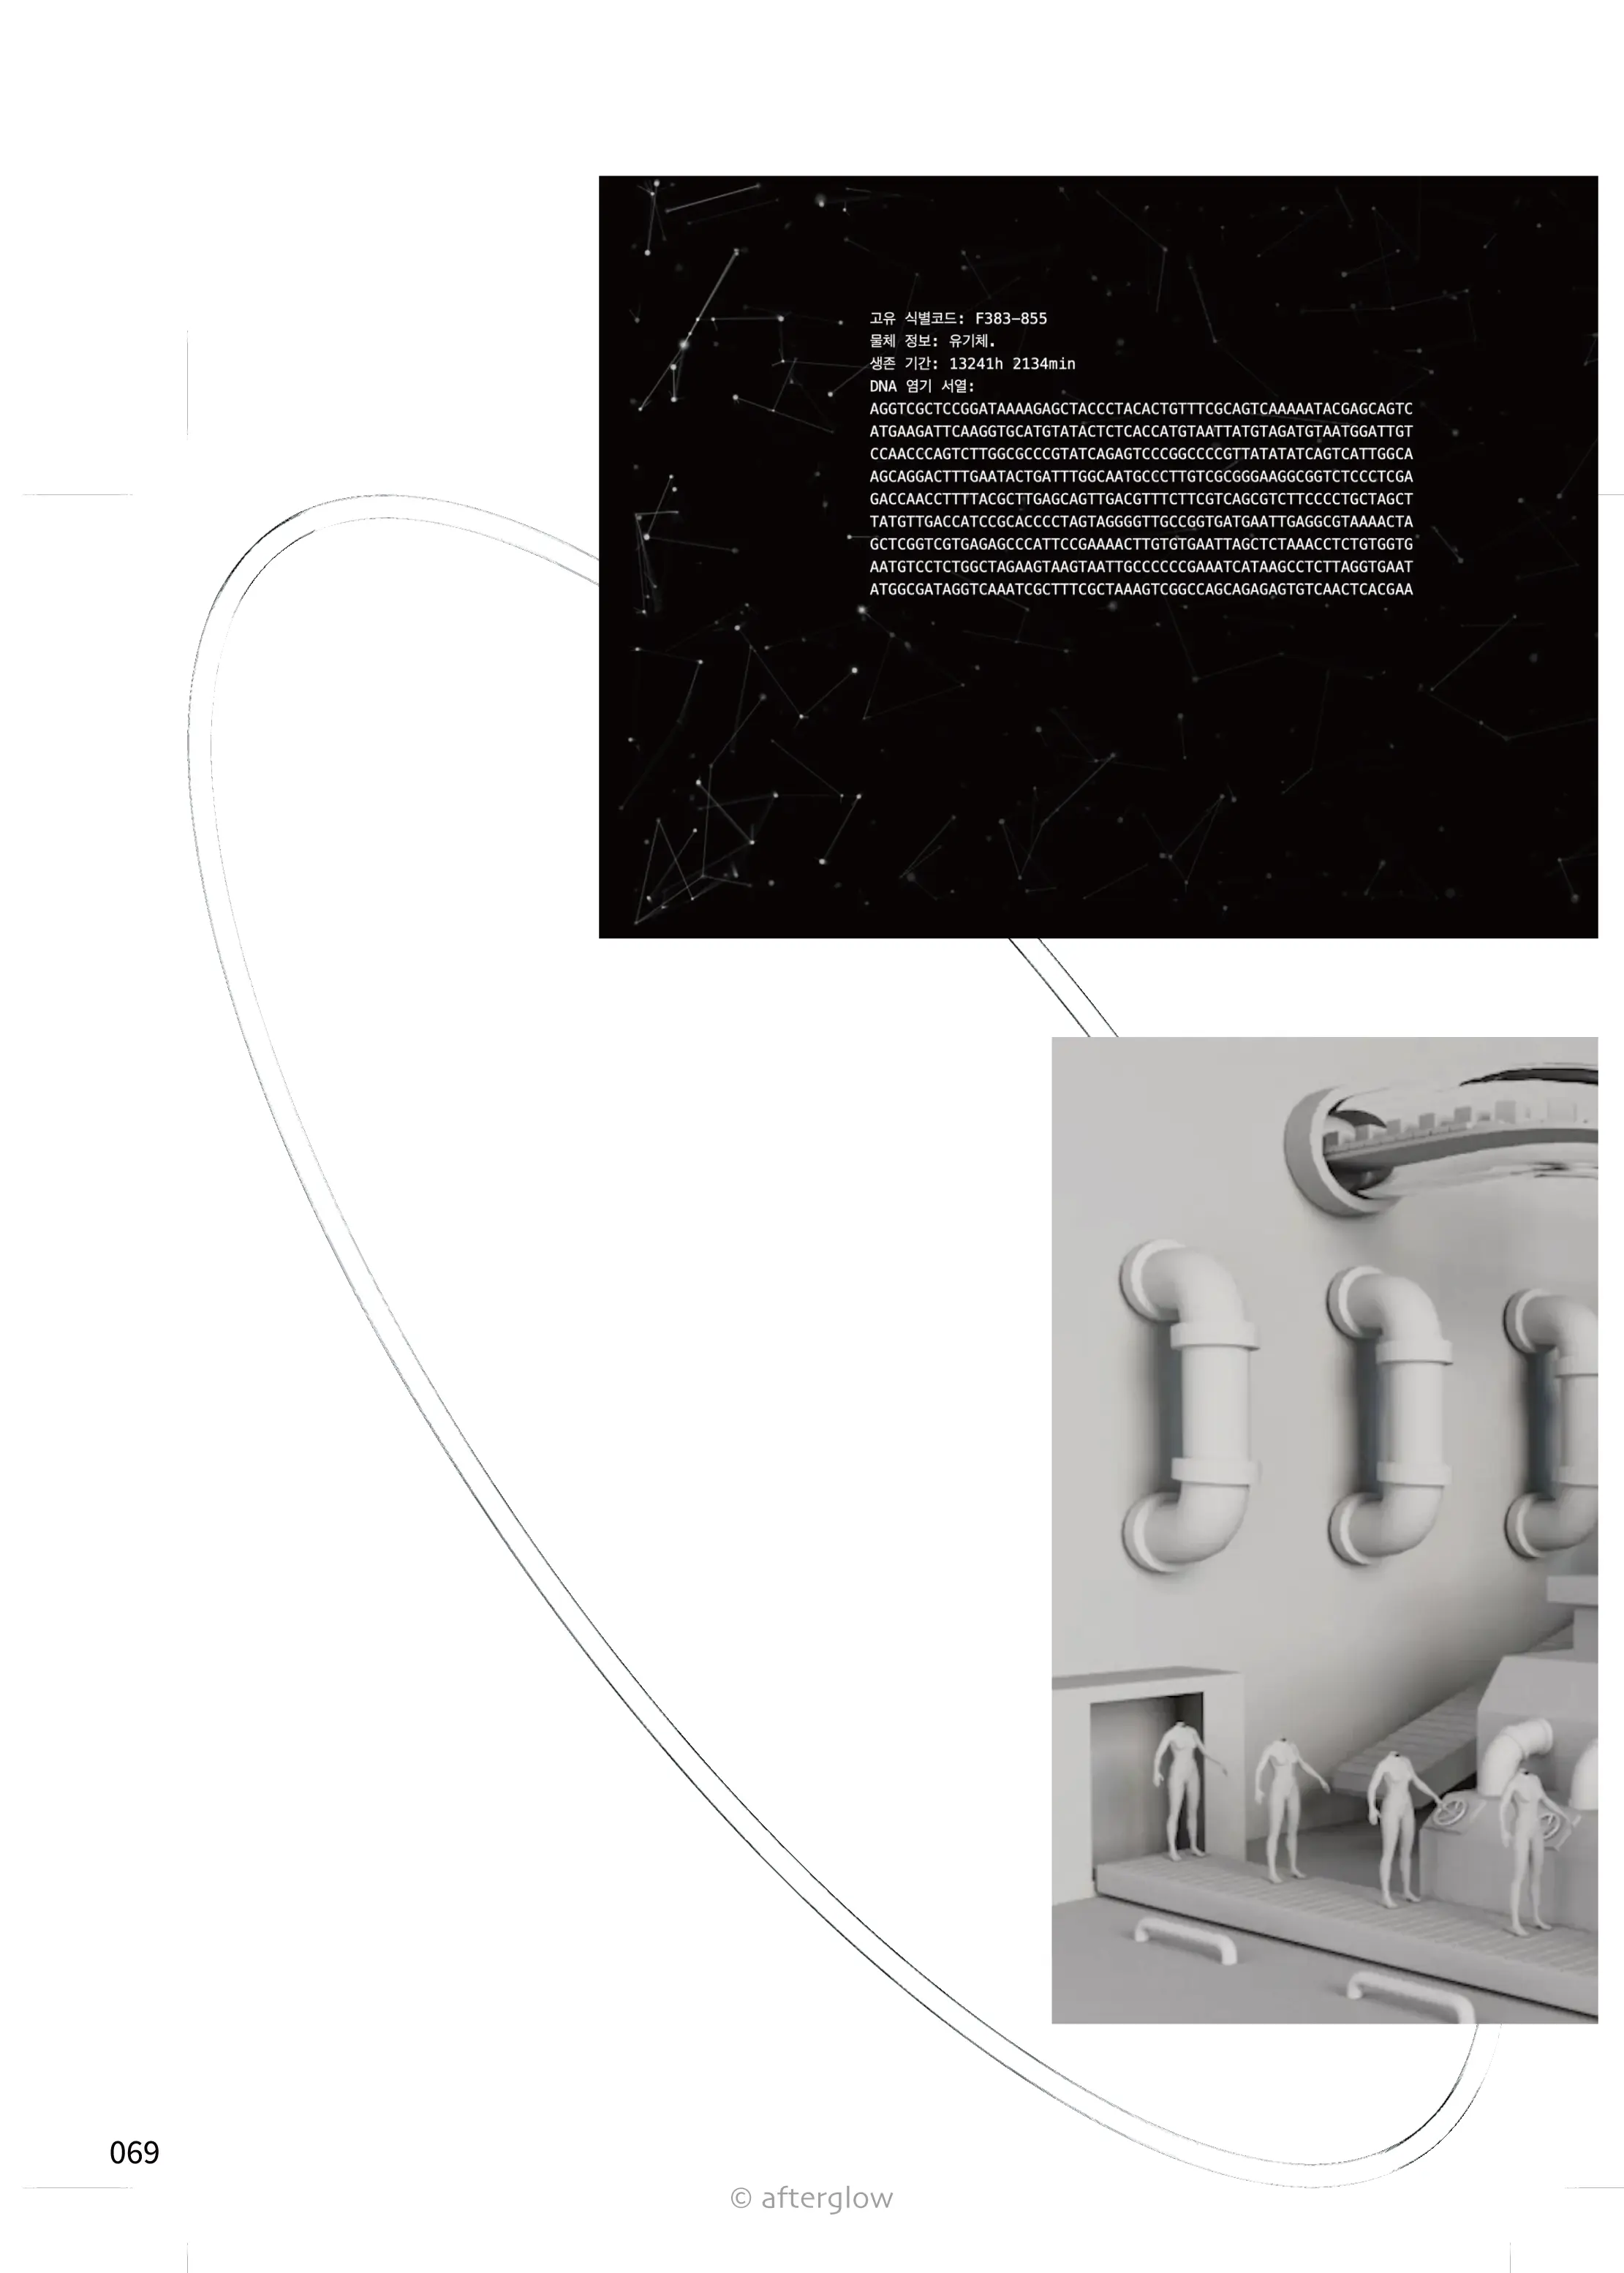 고유 식별코드: F383-855
물체 정보: 유기체.
생존 기간: 13241h 2134min
DNA 염기 서열:
AGGTCGCTCCGGATAAAAGAGCTACCCTACACTGTTTCGCAGTCAAAAATACGAGCAGTC
ATGAAGATTCAAGGTGCATGTATACTCTCACCATGTAATTATGTAGATGTAATGGATTGT
CCAACCCAGTCTTGGCGCCCGTATCAGAGTCCCGGCCCCGTTATATATCAGTCATTGGCA
AGCAGGACTTTGAATACTGATTTGGCAATGCCCTTGTCGCGGGAAGGCGGTCTCCCTCGA
GACCAACCTTTTACGCTTGAGCAGTTGACGTTTCTTCGTCAGCGTCTTCCCCTGCTAGCT
TATGTTGACCATCCGCACCCCTAGTAGGGGTTGCCGGTGATGAATTGAGGCGTAAAACTA
GCTCGGTCGTGAGAGCCCATTCCGAAAACTTGTGTGAATTAGCTCTAAACCTCTGTGGTG
AATGTCCTCTGGCTAGAAGTAAGTAATTGCCCCCCGAAATCATAAGCCTCTTAGGTGAAT
ATGGCGATAGGTCAAATCGCTTTCGCTAAAGTCGGCCAGCAGAGAGTGTCAACTCACGAA
069
© afterglow